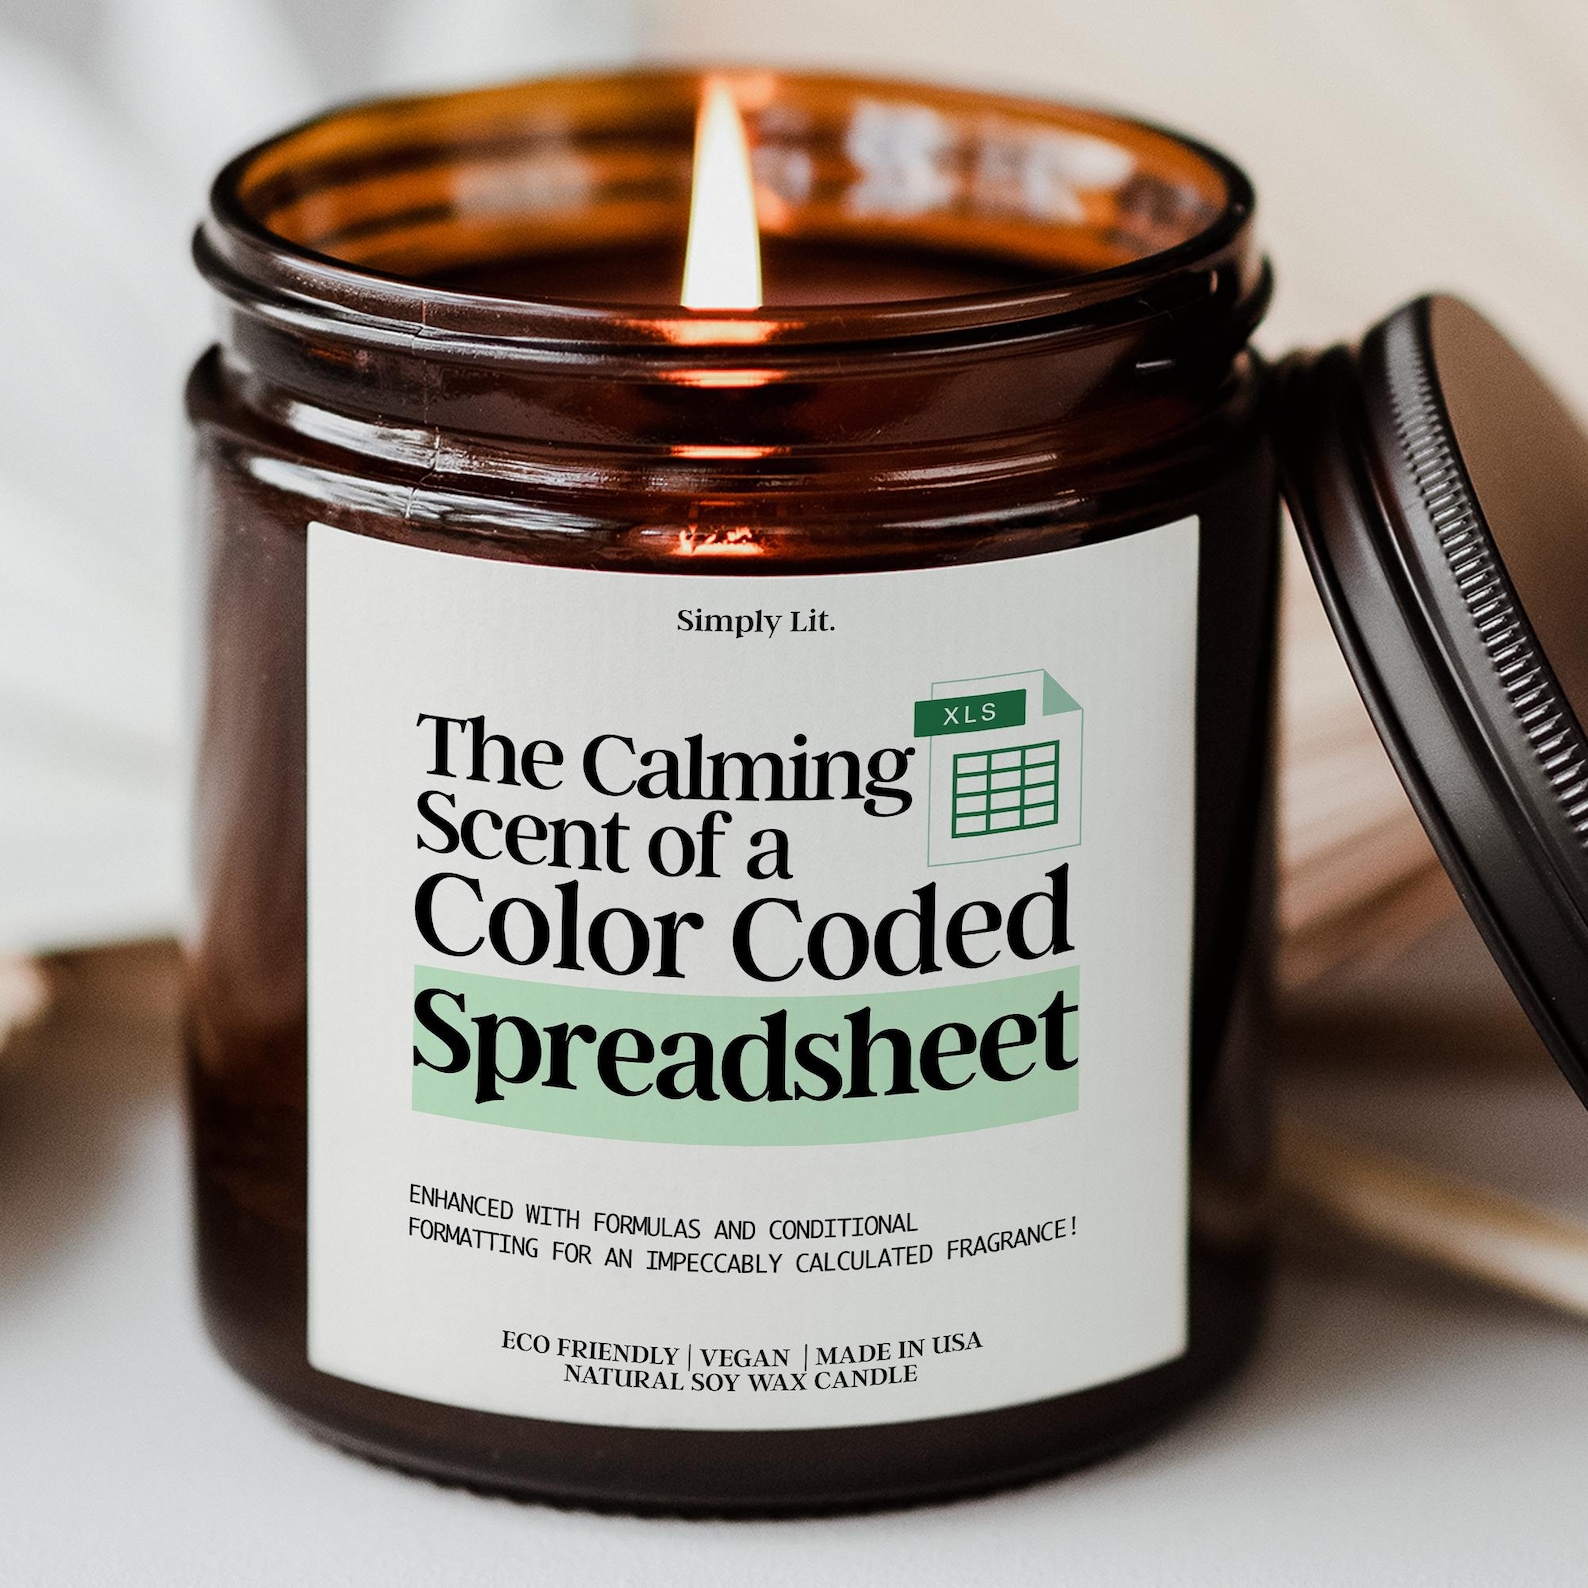 Simply Lit.
XLS
The Calming
Scent of a
Color Coded
Spreadsheet
ENHANCED WITH FORMULAS AND CONDITIONAL
FORMATTING FOR AN IMPECCABLY CALCULATED FRAGRANCE!
ECO FRIENDLY | VEGAN | MADE IN USA
NATURAL SOY WAX CANDLE